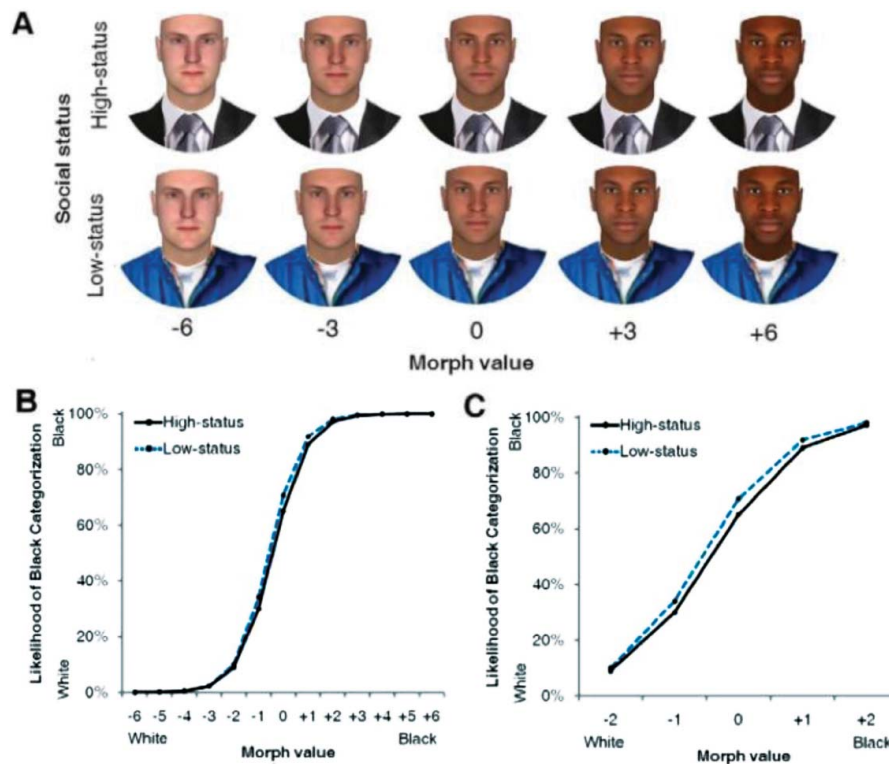 A
Social status
High-status
Low-status
-6 -3 0 +3 +6
Morph value
B
Likelihood of Black Categorization
Black
White
100%
80%
60%
40%
20%
0%
High-status
Low-status
-6 -5 -4 -3 -2 -1 0 +1 +2 +3 +4 +5 +6
White Black
Morph value
C
Likelihood of Black Categorization
Black
White
100%
80%
60%
40%
20%
0%
High-status
Low-status
-2 -1 0 +1 +2
White Black
Morph value